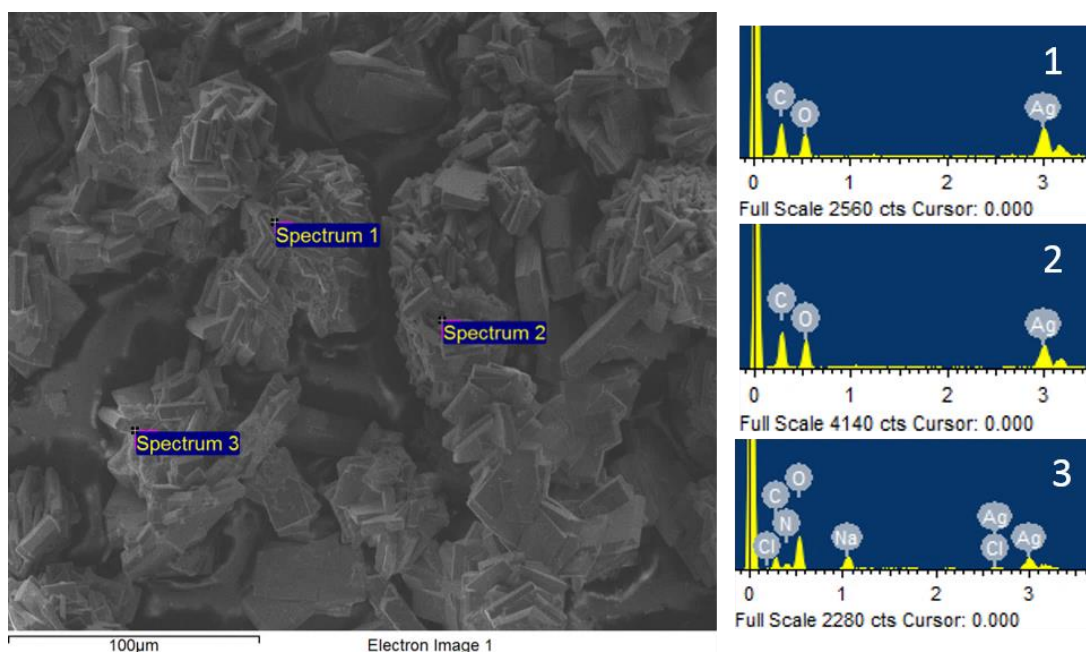 Spectrum 1
Spectrum 2
Spectrum 3
100µm
Electron Image 1
1
C
O
Ag
0 1 2 3
Full Scale 2560 cts Cursor: 0.000
2
C
O
Ag
0 1 2 3
Full Scale 4140 cts Cursor: 0.000
3
O
C
N
Ag
Cl
Na
Cl
Ag
0 1 2 3
Full Scale 2280 cts Cursor: 0.000